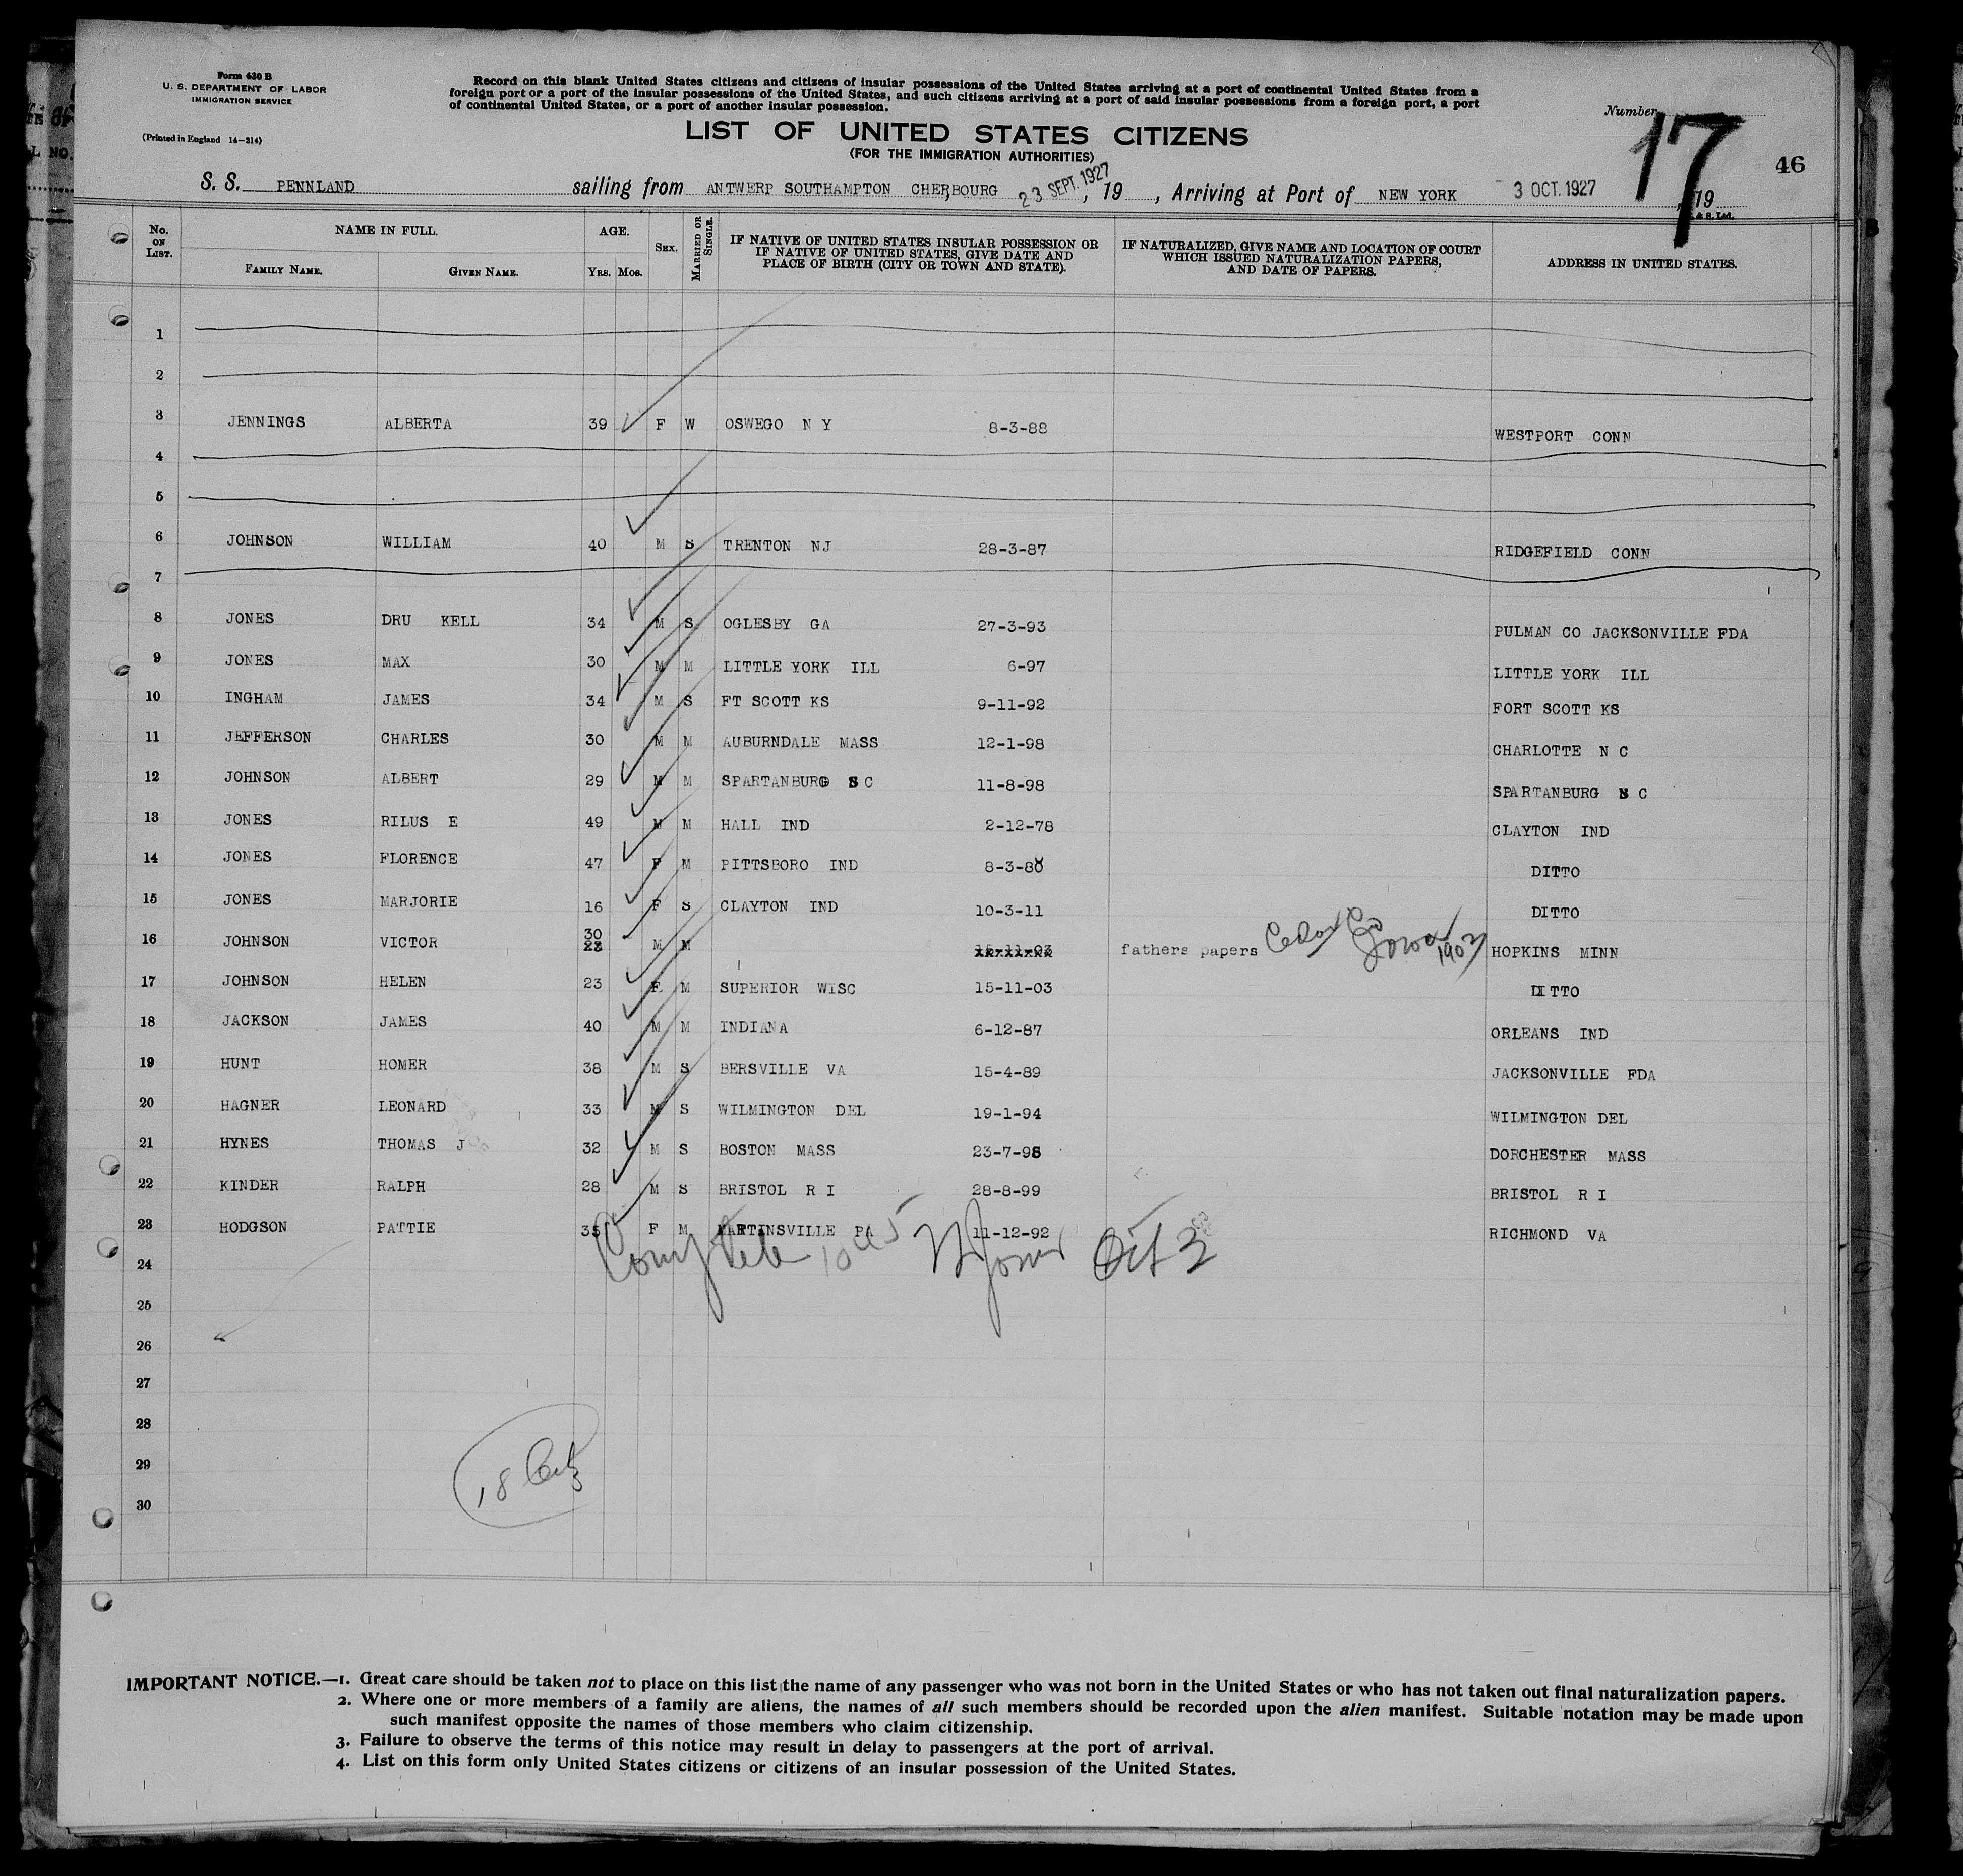 Form 630 B
U. S. DEPARTMENT OF LABOR
IMMIGRATION SERVICE
(Printed in England 14—214)
Record on this blank United States citizens and citizens of insular possessions of the United States arriving at a port of continental United States from a
foreign port or a port of the insular possessions of the United States, and such citizens arriving at a port of said insular possessions from a foreign port, a port
of continental United States, or a port of another insular possession.
Number 17
46
LIST OF UNITED STATES CITIZENS
(FOR THE IMMIGRATION AUTHORITIES)
S. S. PENNLAND sailing from ANTWERP SOUTHAMPTON CHERBOURG 23 SEPT. 1927, 19 , Arriving at Port of NEW YORK 3 OCT. 1927, 19
No. ON LIST. NAME IN FULL. FAMILY NAME. GIVEN NAME. AGE. YRS. MOS. SEX. MARRIED OR SINGLE. IF NATIVE OF UNITED STATES INSULAR POSSESSION OR IF NATIVE OF UNITED STATES, GIVE DATE AND PLACE OF BIRTH (CITY OR TOWN AND STATE). IF NATURALIZED, GIVE NAME AND LOCATION OF COURT WHICH ISSUED NATURALIZATION PAPERS, AND DATE OF PAPERS. ADDRESS IN UNITED STATES.
1
2
3 JENNINGS ALBERTA 39 F W OSWEGO N Y 8-3-88 WESTPORT CONN
4
5
6 JOHNSON WILLIAM 40 M S TRENTON NJ 28-3-87 RIDGEFIELD CONN
7
8 JONES DRU KELL 34 M S OGLESBY GA 27-3-93 PULMAN CO JACKSONVILLE FDA
9 JONES MAX 30 M M LITTLE YORK ILL 6-97 LITTLE YORK ILL
10 INGHAM JAMES 34 M S FT SCOTT KS 9-11-92 FORT SCOTT KS
11 JEFFERSON CHARLES 30 M M AUBURNDALE MASS 12-1-98 CHARLOTTE N C
12 JOHNSON ALBERT 29 M M SPARTANBURG S C 11-8-98 SPARTANBURG S C
13 JONES RILUS E 49 M M HALL IND 2-12-78 CLAYTON IND
14 JONES FLORENCE 47 F M PITTSBORO IND 8-3-80 DITTO
15 JONES MARJORIE 16 F S CLAYTON IND 10-3-11 DITTO
16 JOHNSON VICTOR 30 23 M M 15-11-03 fathers papers Cedar Co Iowa 1902 HOPKINS MINN
17 JOHNSON HELEN 23 F M SUPERIOR WISC 15-11-03 DITTO
18 JACKSON JAMES 40 M M INDIANA 6-12-87 ORLEANS IND
19 HUNT HOMER 38 M S BERSVILLE VA 15-4-89 JACKSONVILLE FDA
20 HAGNER LEONARD 33 M S WILMINGTON DEL 19-1-94 WILMINGTON DEL
21 HYNES THOMAS J 32 M S BOSTON MASS 23-7-95 DORCHESTER MASS
22 KINDER RALPH 28 M S BRISTOL R I 28-8-99 BRISTOL R I
23 HODGSON PATTIE 35 F M MARTINSVILLE PA 11-12-92 RICHMOND VA
24 Complete Oct 3
25
26
27
28
29
30
18 Citz
IMPORTANT NOTICE.—1. Great care should be taken not to place on this list the name of any passenger who was not born in the United States or who has not taken out final naturalization papers.
2. Where one or more members of a family are aliens, the names of all such members should be recorded upon the alien manifest. Suitable notation may be made upon
such manifest opposite the names of those members who claim citizenship.
3. Failure to observe the terms of this notice may result in delay to passengers at the port of arrival.
4. List on this form only United States citizens or citizens of an insular possession of the United States.